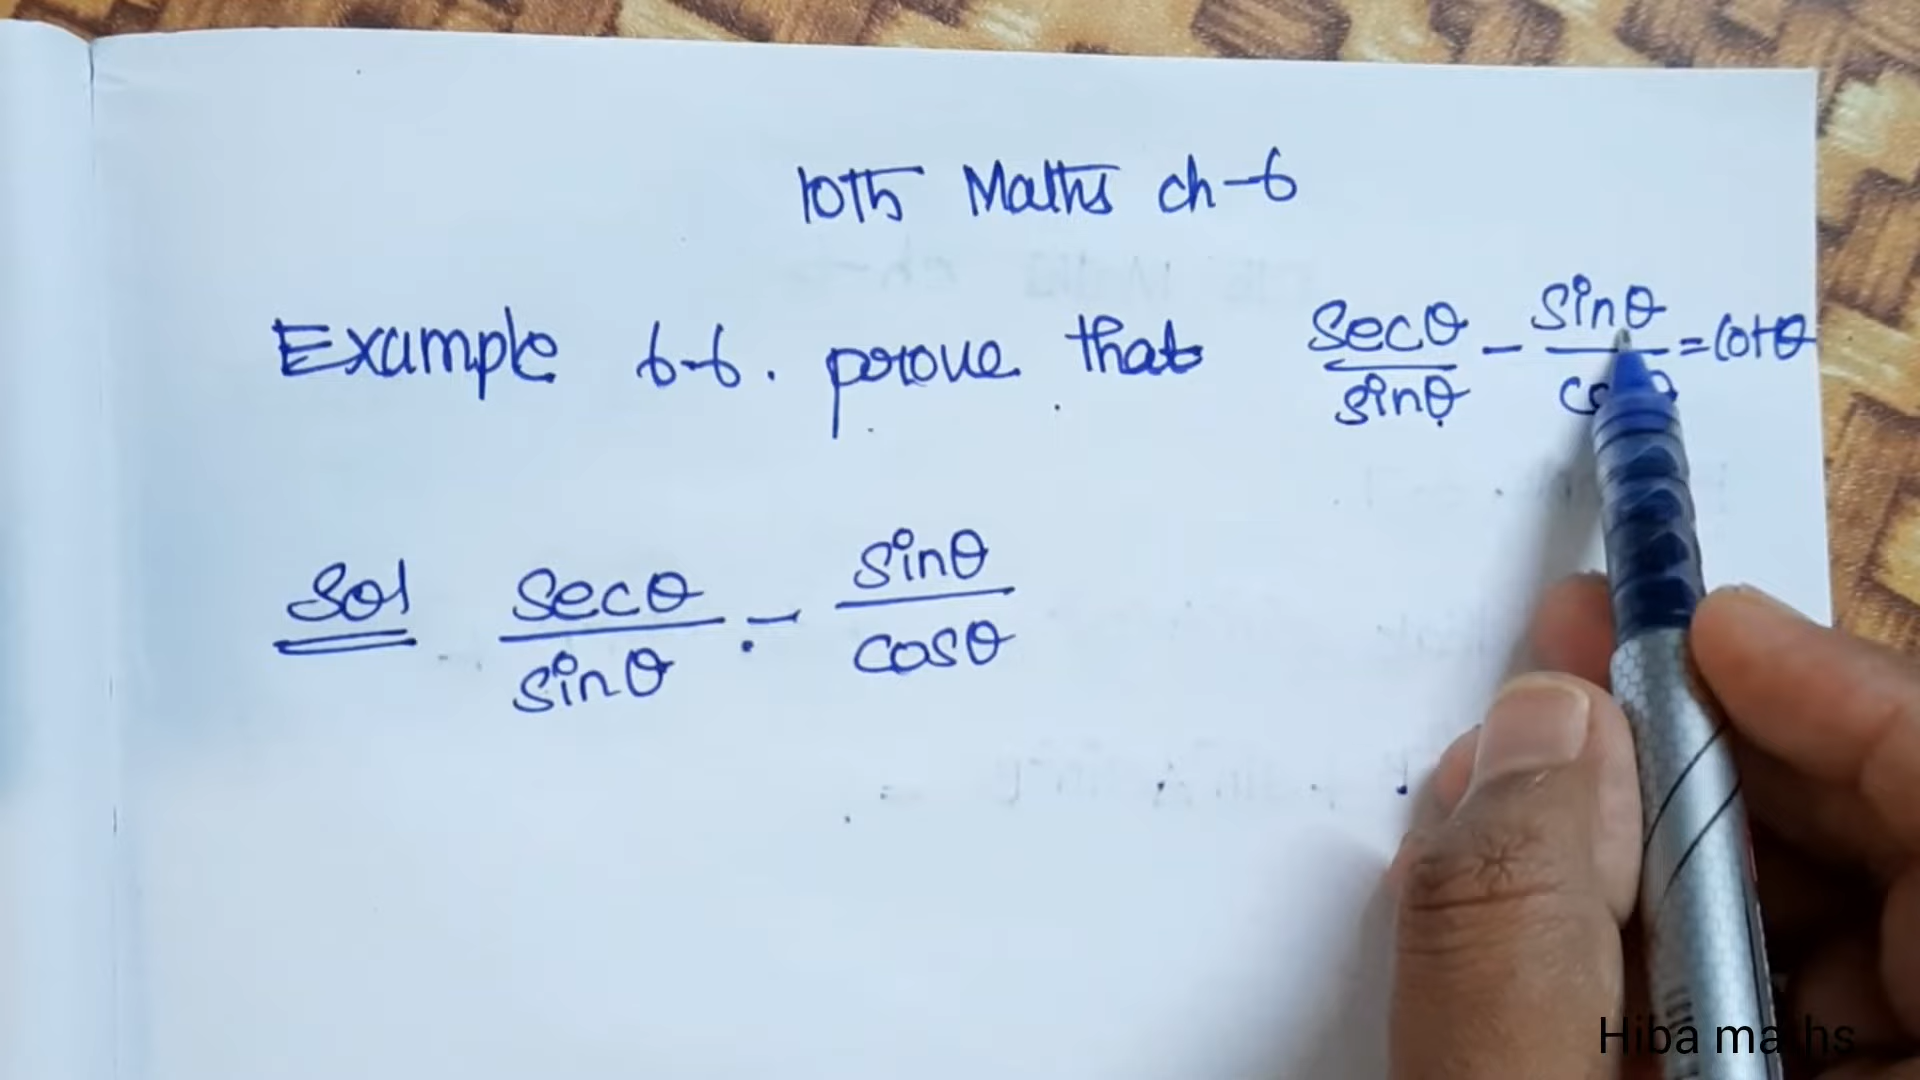 10th Maths ch-6
Example 6-6. prove that secθ/sinθ - sinθ/cosθ = cotθ
Sol secθ/sinθ - sinθ/cosθ
Hiba maths